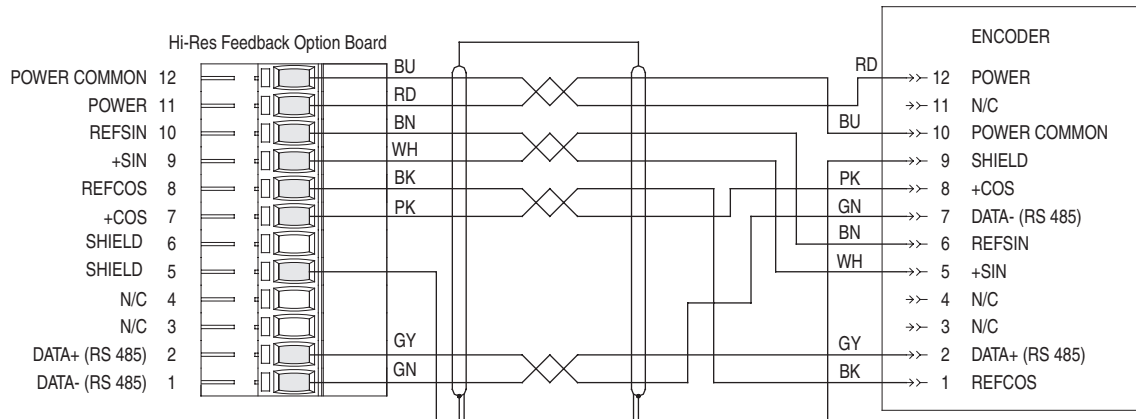 Hi-Res Feedback Option Board
POWER COMMON 12
POWER 11
REFSIN 10
+SIN 9
REFCOS 8
+COS 7
SHIELD 6
SHIELD 5
N/C 4
N/C 3
DATA+ (RS 485) 2
DATA- (RS 485) 1
BU
RD
BN
WH
BK
PK
GY
GN
RD
BU
PK
GN
BN
WH
GY
BK
ENCODER
12 POWER
11 N/C
10 POWER COMMON
9 SHIELD
8 +COS
7 DATA- (RS 485)
6 REFSIN
5 +SIN
4 N/C
3 N/C
2 DATA+ (RS 485)
1 REFCOS